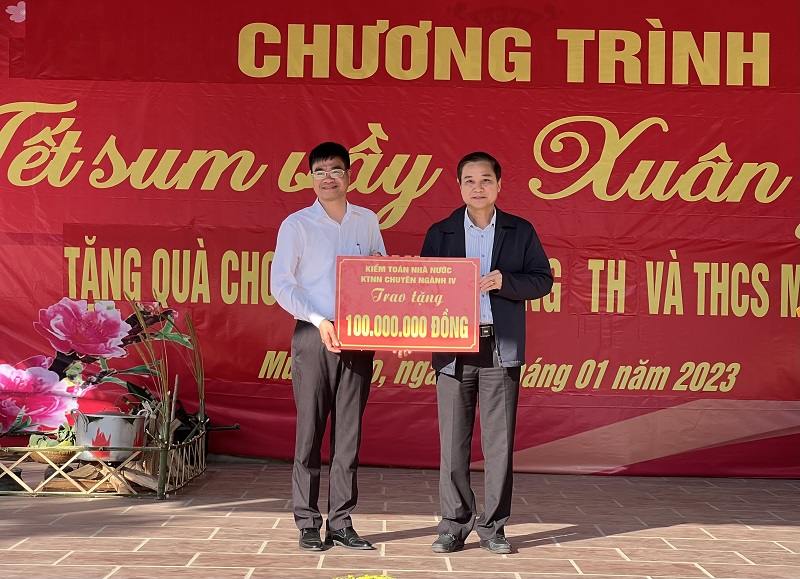 CHƯƠNG TRÌNH
Tết sum vầy Xuân
TẶNG QUÀ CHO TH VÀ THCS
KIỂM TOÁN NHÀ NƯỚC
KTNN CHUYÊN NGÀNH IV
Trao tặng
100.000.000 ĐỒNG
tháng 01 năm 2023